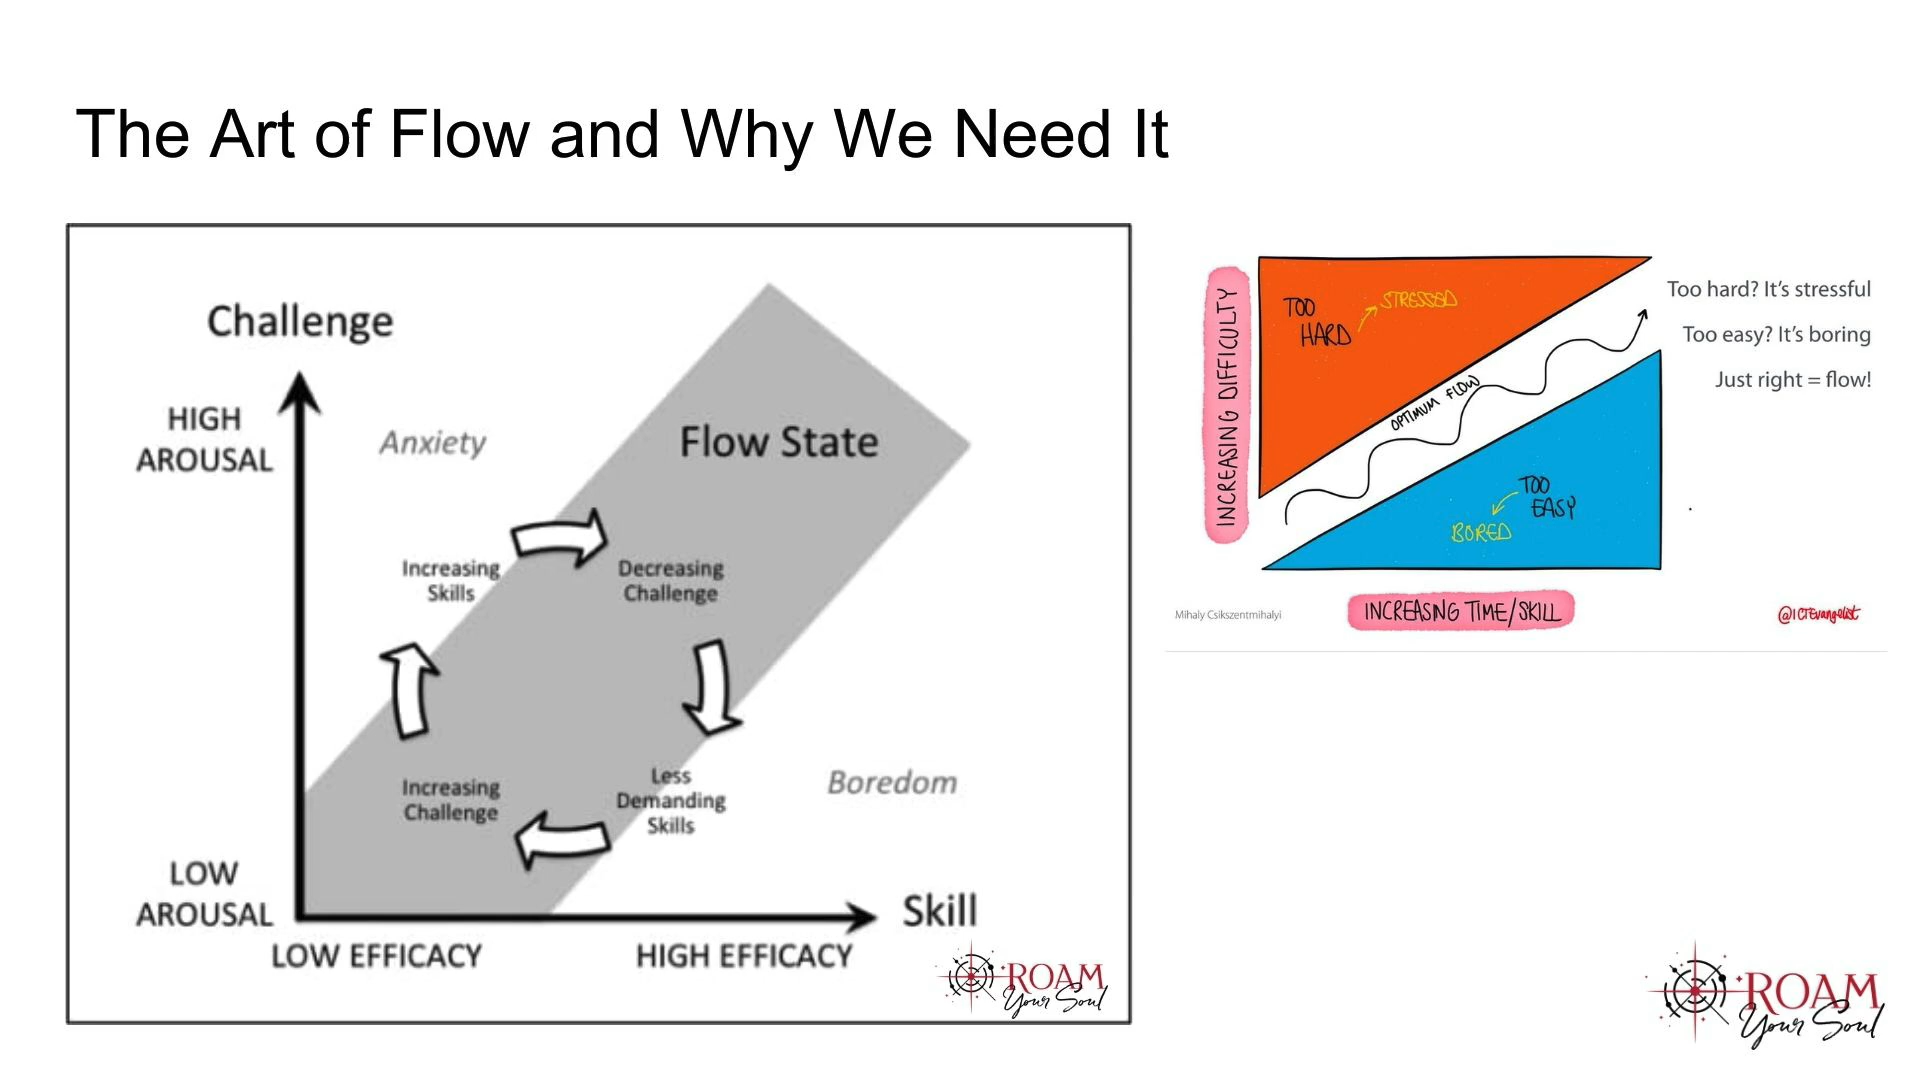 The Art of Flow and Why We Need It
Challenge
HIGH
AROUSAL
Anxiety
Flow State
Increasing
Skills
Decreasing
Challenge
Increasing
Challenge
Less
Demanding
Skills
Boredom
LOW
AROUSAL
Skill
LOW EFFICACY
HIGH EFFICACY
ROAM
Your Soul
INCREASING DIFFICULTY
TOO
HARD
STRESSED
OPTIMUM FLOW
TOO
EASY
BORED
Too hard? It's stressful
Too easy? It's boring
Just right = flow!
Mihaly Csikszentmihalyi
INCREASING TIME/SKILL
@ICTEvangelist
ROAM
Your Soul